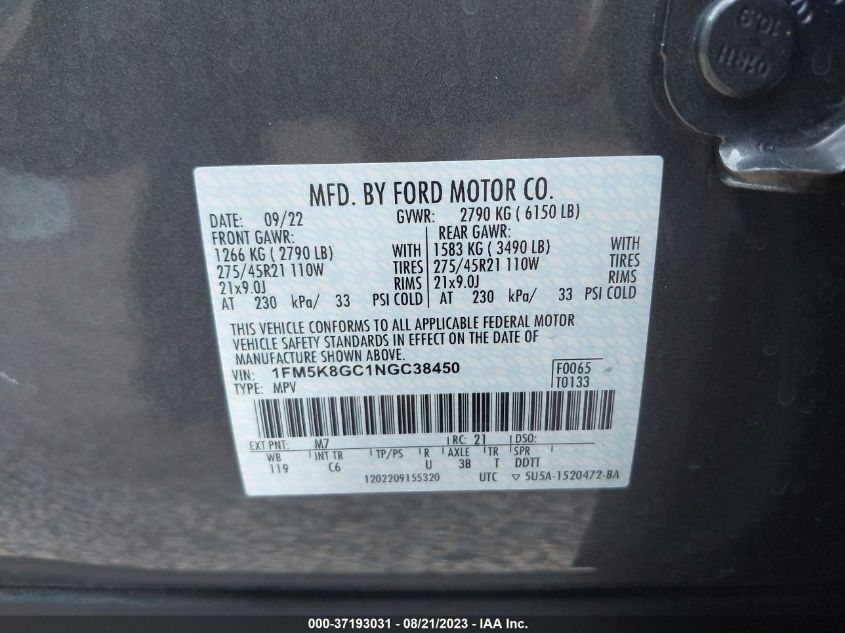 10.9
MFD. BY FORD MOTOR CO.
DATE: 09/22 GVWR: 2790 KG ( 6150 LB)
FRONT GAWR: REAR GAWR:
1266 KG ( 2790 LB) WITH 1583 KG ( 3490 LB) WITH
275/45R21 110W TIRES 275/45R21 110W TIRES
21x9.0J RIMS 21x9.0J RIMS
AT 230 kPa/ 33 PSI COLD AT 230 kPa/ 33 PSI COLD
THIS VEHICLE CONFORMS TO ALL APPLICABLE FEDERAL MOTOR
VEHICLE SAFETY STANDARDS IN EFFECT ON THE DATE OF
MANUFACTURE SHOWN ABOVE.
VIN: 1FM5K8GC1NGC38450 F0065
TYPE: MPV T0133
EXT PNT: M7 RC: 21 DSO:
WB INT TR TP/PS R AXLE TR SPR
119 C6 U 3B T DDTT
1202209155320 UTC ▽ 5U5A-1520472-BA
000-37193031 - 08/21/2023 - IAA Inc.